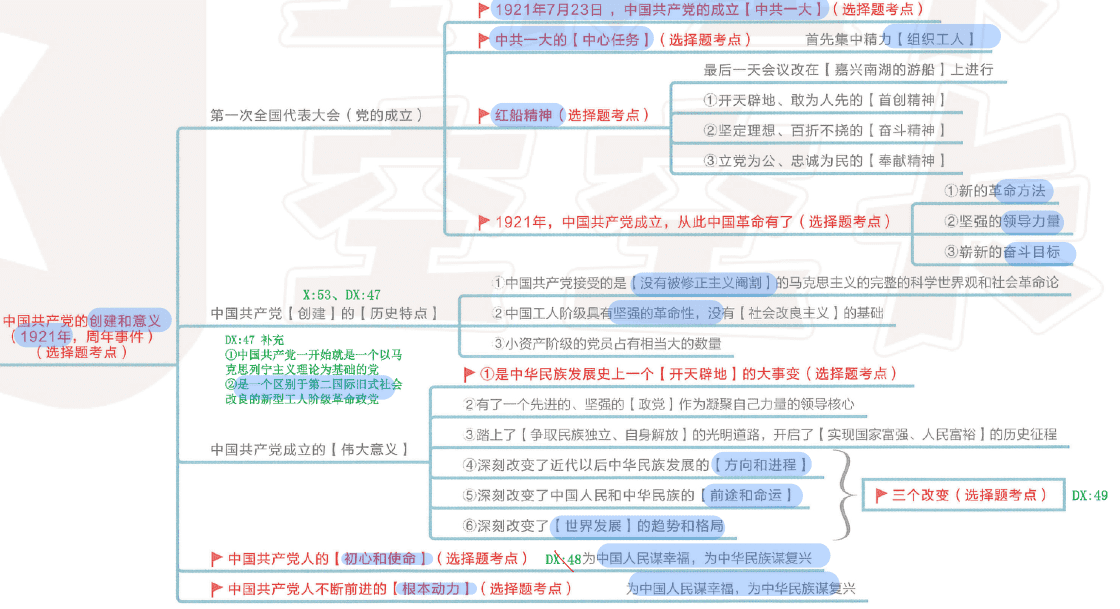 1921年7月23日，中国共产党的成立【中共一大】(选择题考点)
中共一大的【中心任务】(选择题考点) 首先集中精力【组织工人】
最后一天会议改在【嘉兴南湖的游船】上进行
第一次全国代表大会（党的成立）
红船精神(选择题考点)
①开天辟地、敢为人先的【首创精神】
②坚定理想、百折不挠的【奋斗精神】
③立党为公、忠诚为民的【奉献精神】
1921年，中国共产党成立，从此中国革命有了(选择题考点)
①新的革命方法
②坚强的领导力量
③崭新的奋斗目标
中国共产党的创建和意义
(1921年，周年事件)
(选择题考点)
X:53、DX:47
中国共产党【创建】的【历史特点】
①中国共产党接受的是【没有被修正主义阉割】的马克思主义的完整的科学世界观和社会革命论
②中国工人阶级具有坚强的革命性，没有【社会改良主义】的基础
③小资产阶级的党员占有相当大的数量
DX:47 补充
①中国共产党一开始就是一个以马
克思列宁主义理论为基础的党
②是一个区别于第二国际旧式社会
改良的新型工人阶级革命政党
中国共产党成立的【伟大意义】
①是中华民族发展史上一个【开天辟地】的大事变(选择题考点)
②有了一个先进的、坚强的【政党】作为凝聚自己力量的领导核心
③踏上了【争取民族独立、自身解放】的光明道路，开启了【实现国家富强、人民富裕】的历史征程
④深刻改变了近代以后中华民族发展的【方向和进程】
⑤深刻改变了中国人民和中华民族的【前途和命运】
⑥深刻改变了【世界发展】的趋势和格局
三个改变(选择题考点) DX:49
中国共产党人的【初心和使命】(选择题考点) DX:48为中国人民谋幸福，为中华民族谋复兴
中国共产党人不断前进的【根本动力】(选择题考点) 为中国人民谋幸福，为中华民族谋复兴